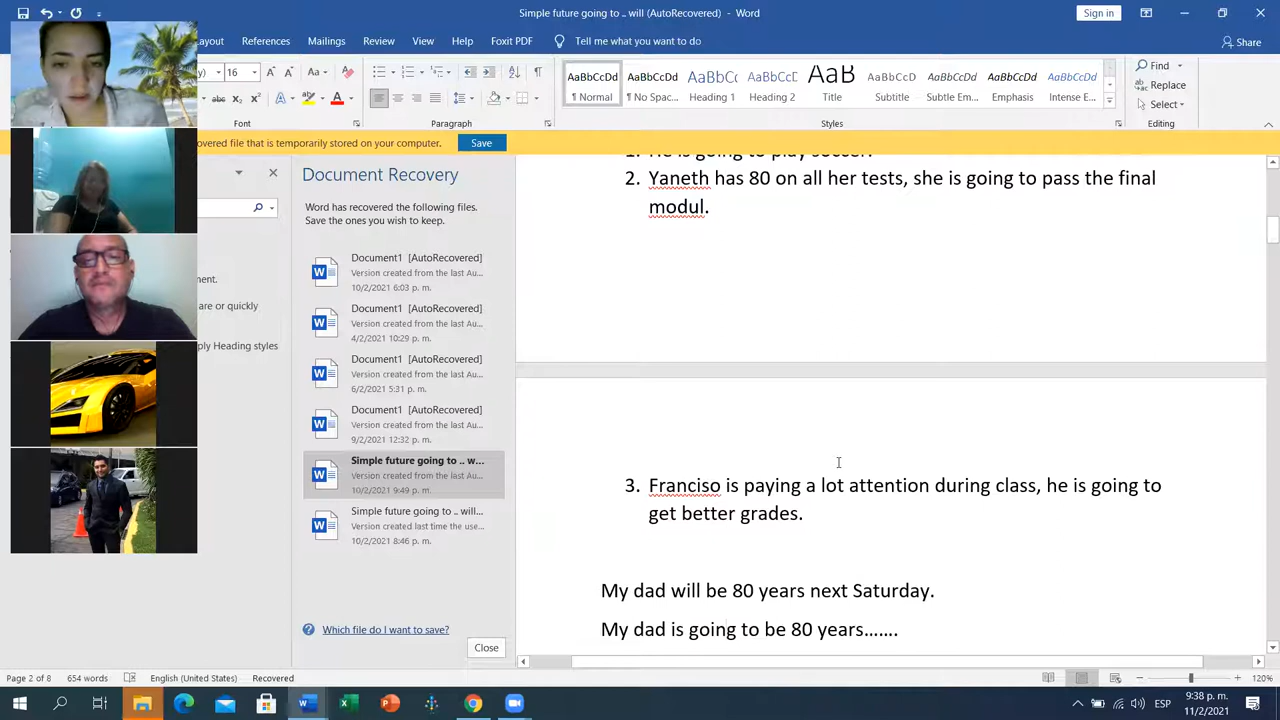 Simple future going to .. will (AutoRecovered) - Word
Sign in
ayout References Mailings Review View Help Foxit PDF Tell me what you want to do
Share
16
Font
Paragraph
AaBbCcDd AaBbCcDd AaBbC AaBbCcE AaB AaBbCcDd AaBbCcDd AaBbCcDd AaBbCcDd
¶ Normal ¶ No Spac... Heading 1 Heading 2 Title Subtitle Subtle Em... Emphasis Intense E...
Styles
Find
Replace
Select
Editing
overed file that is temporarily stored on your computer.
Save
ment.
are or quickly
ply Heading styles
Document Recovery
Word has recovered the following files.
Save the ones you wish to keep.
Document1 [AutoRecovered]
Version created from the last Au...
10/2/2021 6:03 p. m.
Document1 [AutoRecovered]
Version created from the last Au...
4/2/2021 10:29 p. m.
Document1 [AutoRecovered]
Version created from the last Au...
6/2/2021 5:31 p. m.
Document1 [AutoRecovered]
Version created from the last Au...
9/2/2021 12:32 p. m.
Simple future going to .. w...
Version created from the last Au...
10/2/2021 9:49 p. m.
Simple future going to .. will...
Version created last time the use...
10/2/2021 8:46 p. m.
Which file do I want to save?
Close
1. He is going to play soccer.
2. Yaneth has 80 on all her tests, she is going to pass the final
modul.
3. Franciso is paying a lot attention during class, he is going to
get better grades.
My dad will be 80 years next Saturday.
My dad is going to be 80 years…….
Page 2 of 8 654 words English (United States) Recovered
120%
9:38 p. m.
11/2/2021